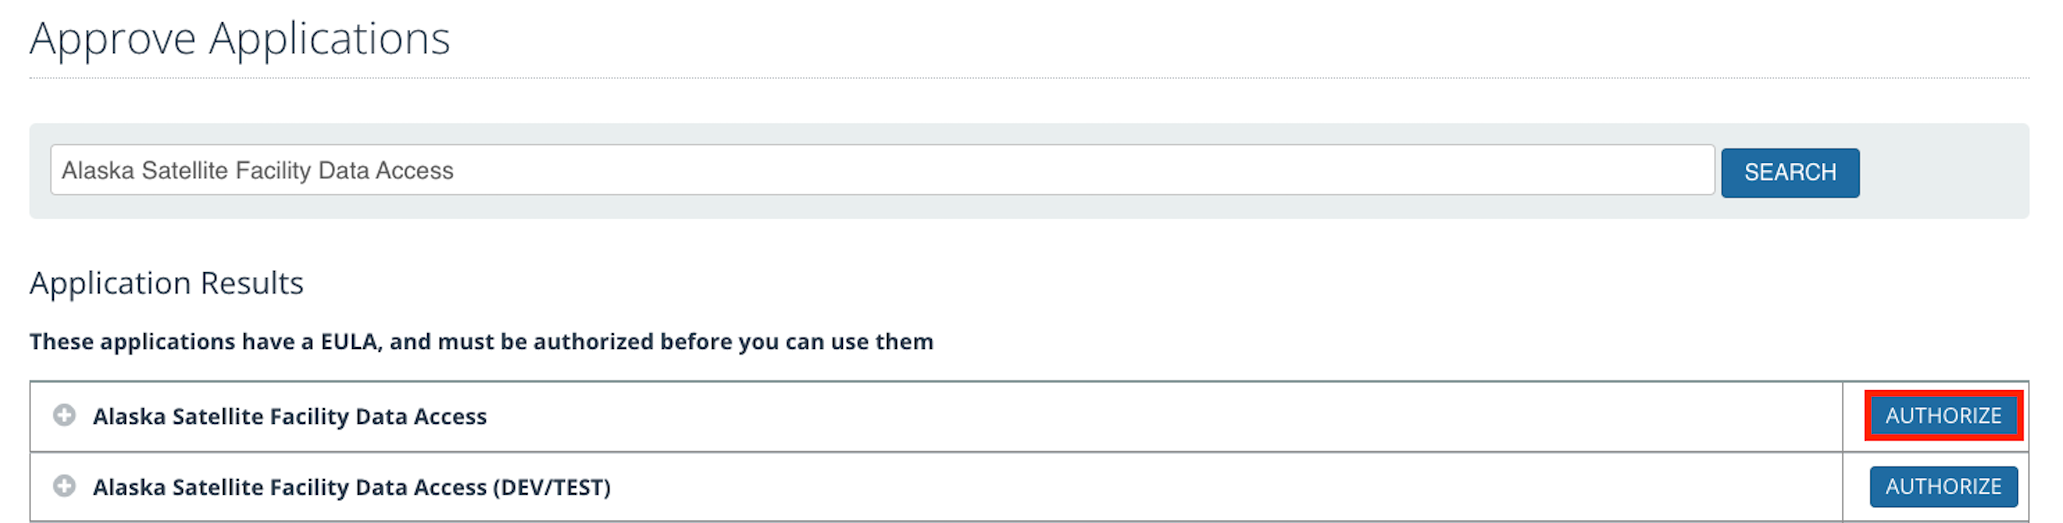 Approve Applications
Alaska Satellite Facility Data Access
SEARCH
Application Results
These applications have a EULA, and must be authorized before you can use them
Alaska Satellite Facility Data Access
AUTHORIZE
Alaska Satellite Facility Data Access (DEV/TEST)
AUTHORIZE